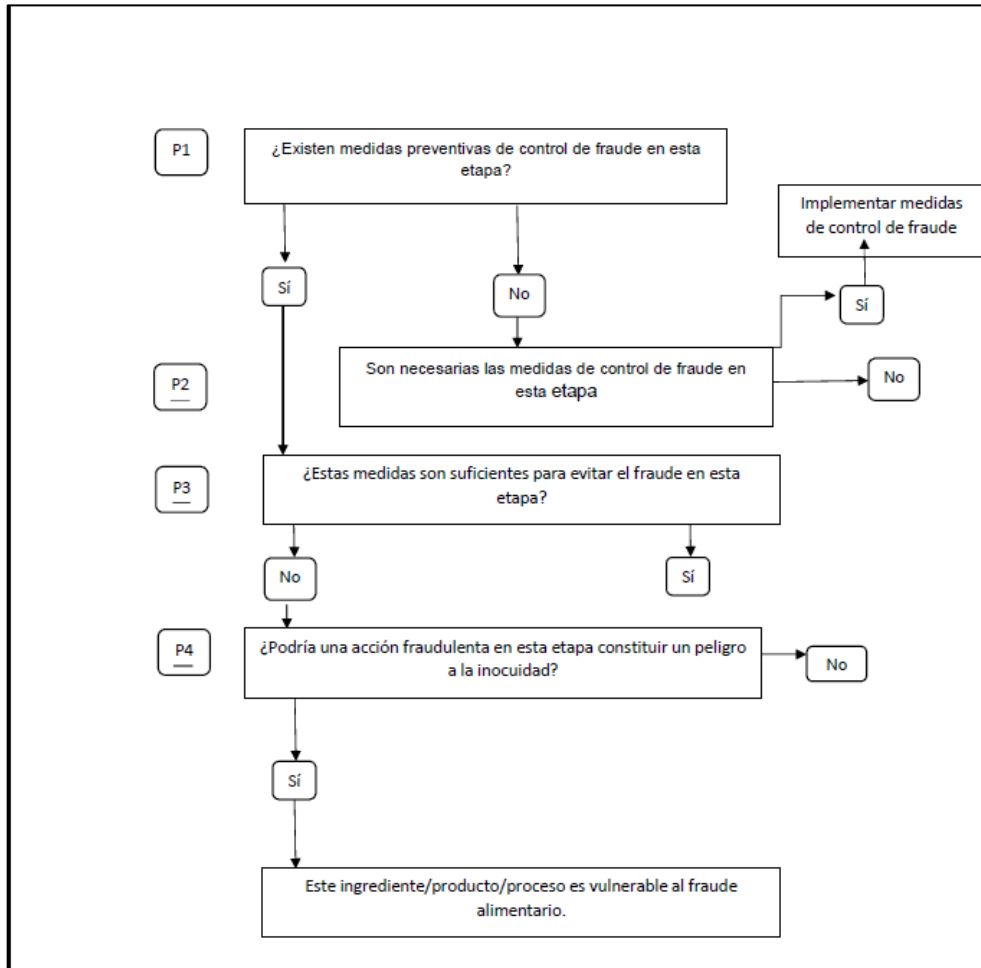 P1
¿Existen medidas preventivas de control de fraude en esta
etapa?
Implementar medidas
de control de fraude
Sí
No
Sí
P2
Son necesarias las medidas de control de fraude en
esta etapa
No
P3
¿Estas medidas son suficientes para evitar el fraude en esta
etapa?
No
Sí
P4
¿Podría una acción fraudulenta en esta etapa constituir un peligro
a la inocuidad?
No
Sí
Este ingrediente/producto/proceso es vulnerable al fraude
alimentario.